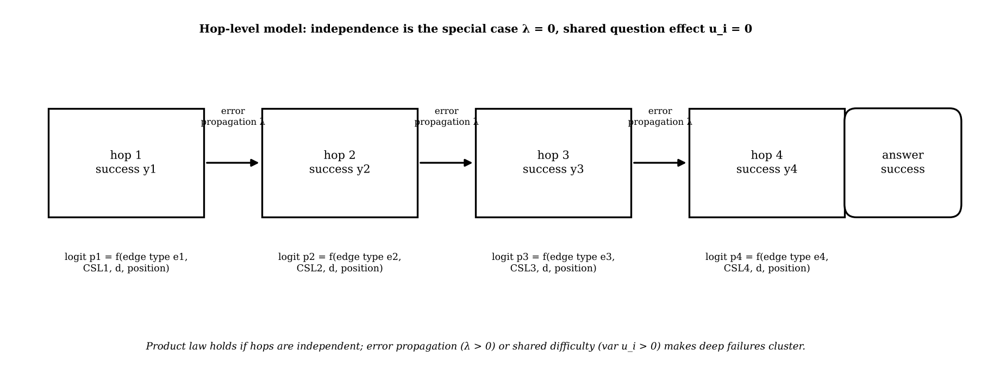 Hop-level model: independence is the special case λ = 0, shared question effect u_i = 0
error
propagation λ
error
propagation λ
error
propagation λ
hop 1
success y1
hop 2
success y2
hop 3
success y3
hop 4
success y4
answer
success
logit p1 = f(edge type e1,
CSL1, d, position)
logit p2 = f(edge type e2,
CSL2, d, position)
logit p3 = f(edge type e3,
CSL3, d, position)
logit p4 = f(edge type e4,
CSL4, d, position)
Product law holds if hops are independent; error propagation (λ > 0) or shared difficulty (var u_i > 0) makes deep failures cluster.